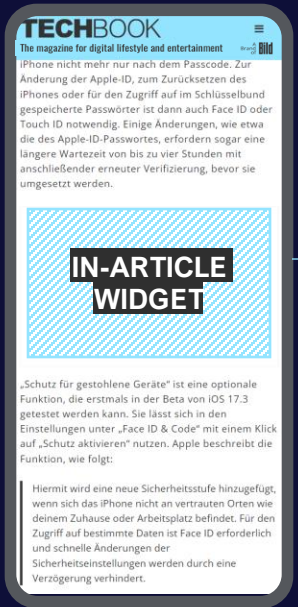 TECHBOOK
The magazine for digital lifestyle and entertainment
Brand of Bild
iPhone nicht mehr nur nach dem Passcode. Zur
Änderung der Apple-ID, zum Zurücksetzen des
iPhones oder für den Zugriff auf im Schlüsselbund
gespeicherte Passwörter ist dann auch Face ID oder
Touch ID notwendig. Einige Änderungen, wie etwa
die des Apple-ID-Passwortes, erfordern sogar eine
längere Wartezeit von bis zu vier Stunden mit
anschließender erneuter Verifizierung, bevor sie
umgesetzt werden.
IN-ARTICLE
WIDGET
„Schutz für gestohlene Geräte“ ist eine optionale
Funktion, die erstmals in der Beta von iOS 17.3
getestet werden kann. Sie lässt sich in den
Einstellungen unter „Face ID & Code“ mit einem Klick
auf „Schutz aktivieren“ nutzen. Apple beschreibt die
Funktion, wie folgt:
Hiermit wird eine neue Sicherheitsstufe hinzugefügt,
wenn sich das iPhone nicht an vertrauten Orten wie
deinem Zuhause oder Arbeitsplatz befindet. Für den
Zugriff auf bestimmte Daten ist Face ID erforderlich
und schnelle Änderungen der
Sicherheitseinstellungen werden durch eine
Verzögerung verhindert.